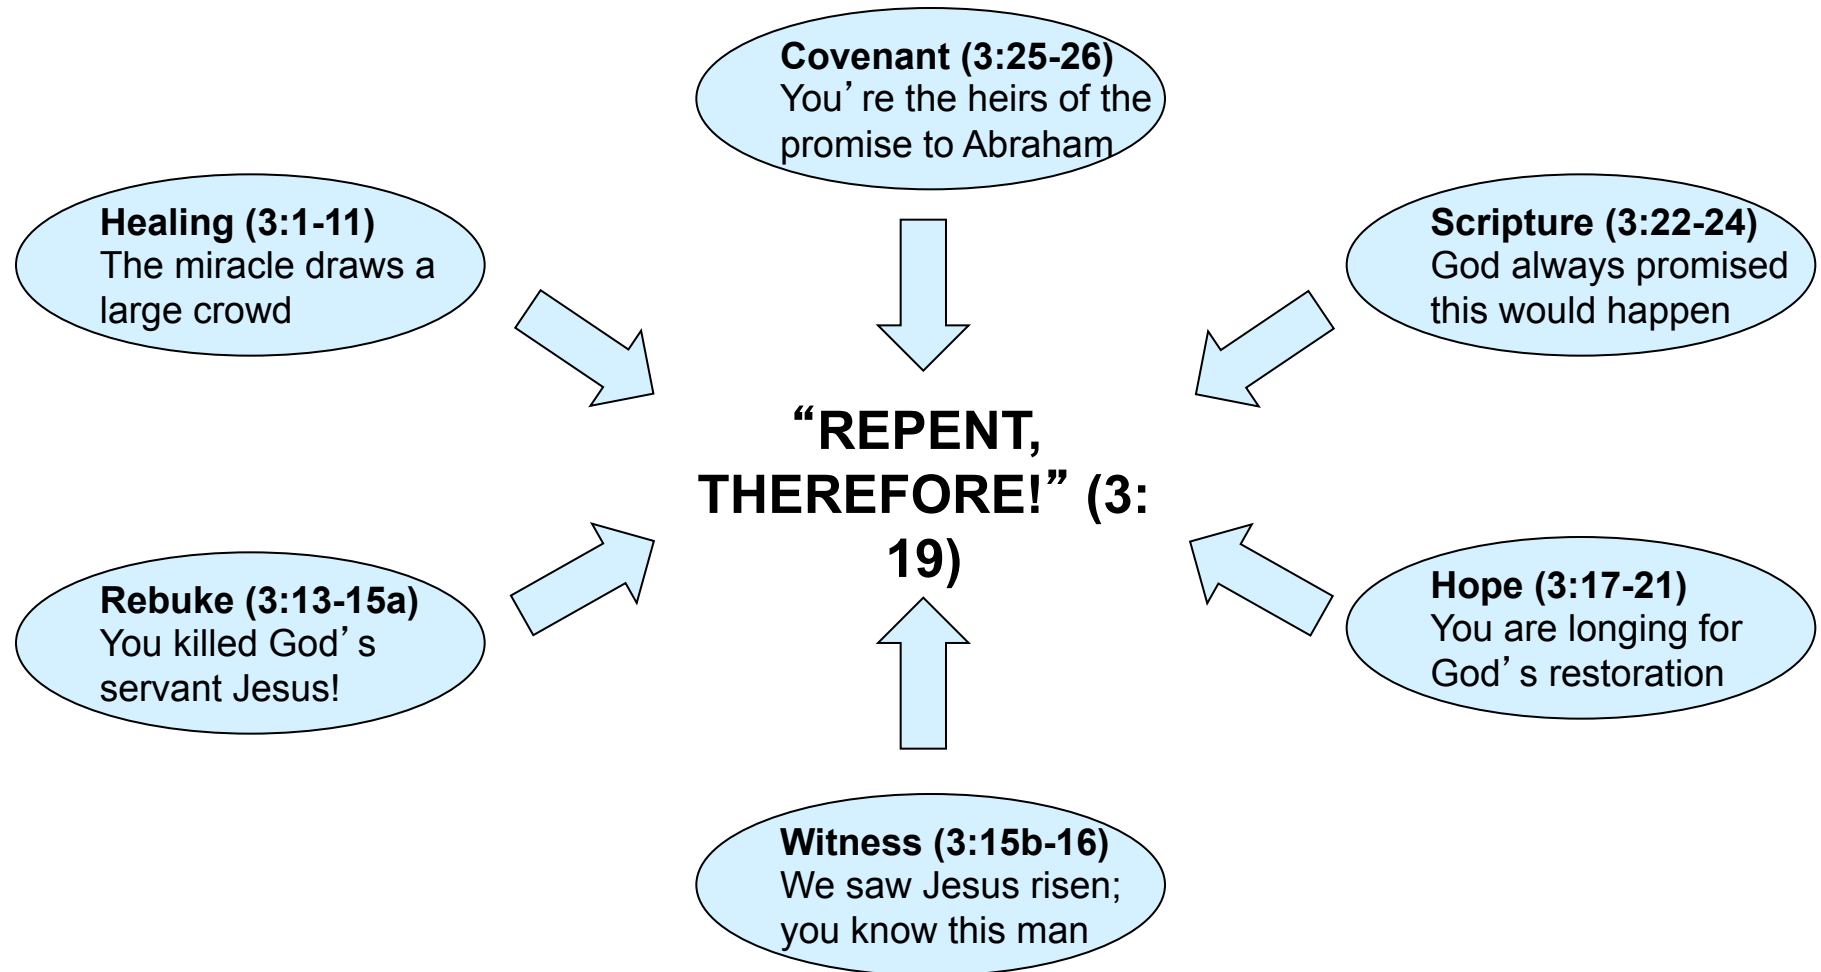 Covenant (3:25-26)
You’re the heirs of the
promise to Abraham
Healing (3:1-11)
The miracle draws a
large crowd
Scripture (3:22-24)
God always promised
this would happen
“REPENT,
THEREFORE!” (3:
19)
Rebuke (3:13-15a)
You killed God’s
servant Jesus!
Hope (3:17-21)
You are longing for
God’s restoration
Witness (3:15b-16)
We saw Jesus risen;
you know this man